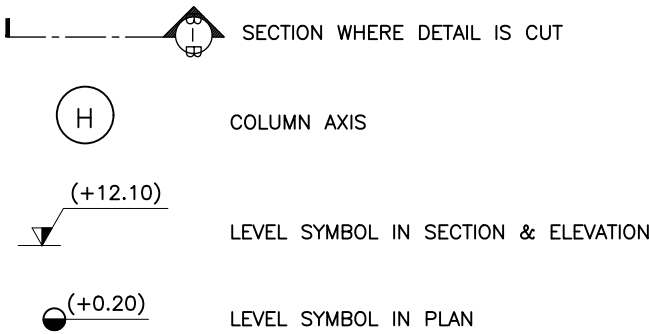 B
B
SECTION WHERE DETAIL IS CUT
H
COLUMN AXIS
(+12.10)
LEVEL SYMBOL IN SECTION & ELEVATION
(+0.20)
LEVEL SYMBOL IN PLAN